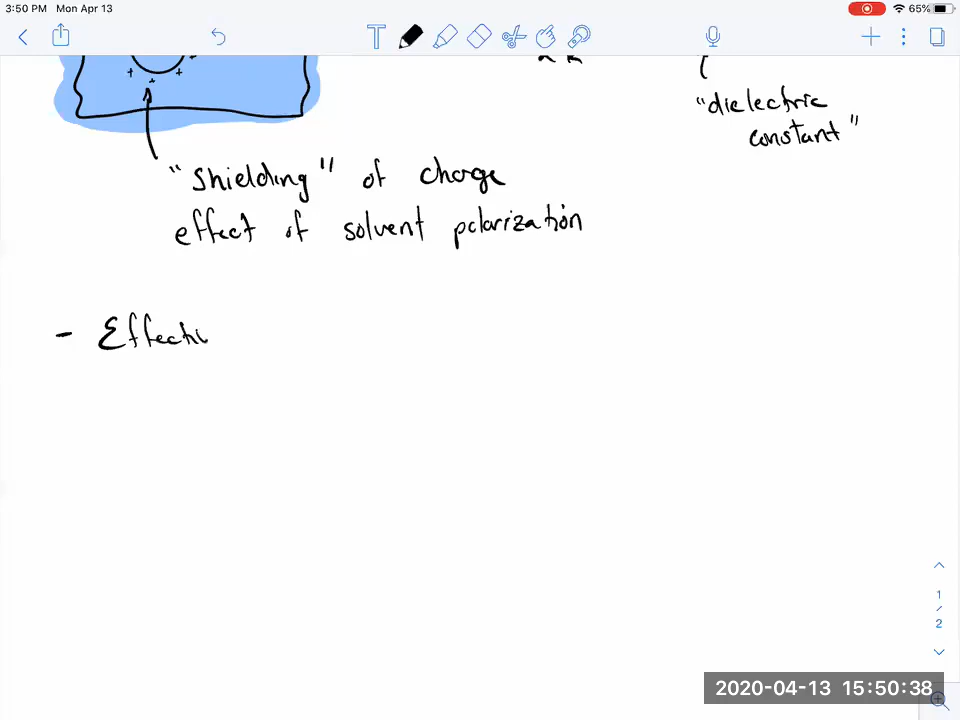 3:50 PM Mon Apr 13
65%
"dielectric
constant"
"Shielding" of charge
effect of solvent polarization
- Effecti
1
/
2
2020-04-13 15:50:38